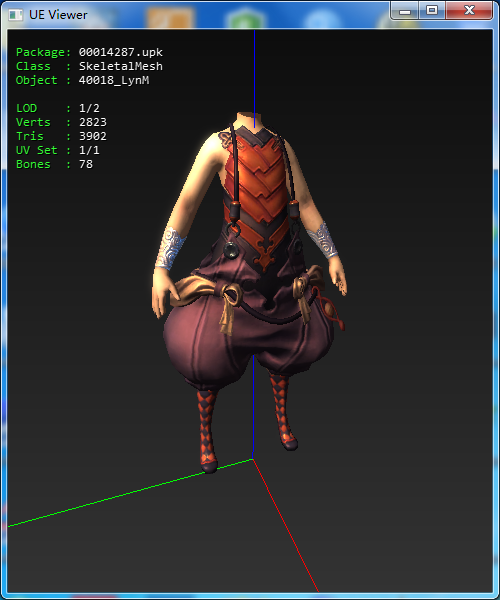 UE Viewer
Package: 00014287.upk
Class : SkeletalMesh
Object : 40018_LynM
LOD : 1/2
Verts : 2823
Tris : 3902
UV Set : 1/1
Bones : 78